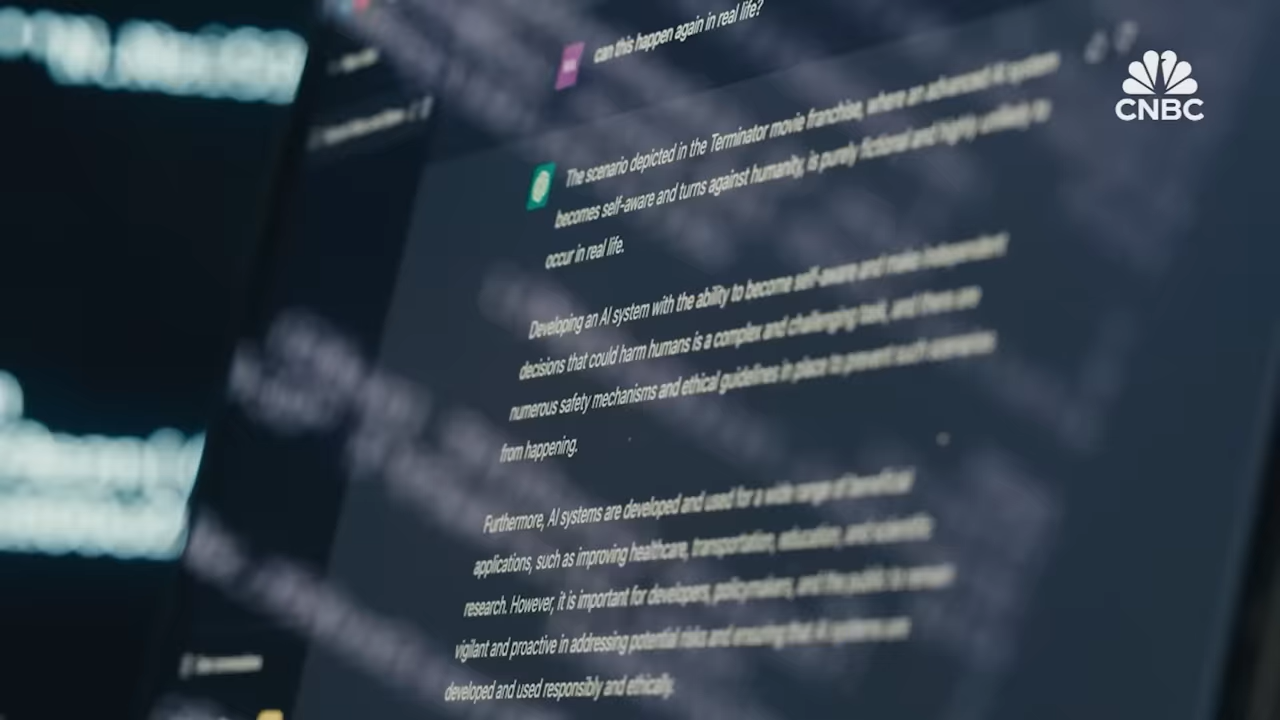 can this happen again in real life?
CNBC
The scenario depicted in the Terminator movie franchise, where an advanced AI system
becomes self-aware and turns against humanity, is purely fictional and highly unlikely to
occur in real life.
Developing an AI system with the ability to become self-aware and make independent
decisions that could harm humans is a complex and challenging task, and there are
numerous safety mechanisms and ethical guidelines in place to prevent such scenarios
from happening.
Furthermore, AI systems are developed and used for a wide range of beneficial
applications, such as improving healthcare, transportation, education, and scientific
research. However, it is important for developers, policymakers, and the public to remain
vigilant and proactive in addressing potential risks and ensuring that AI systems are
developed and used responsibly and ethically.